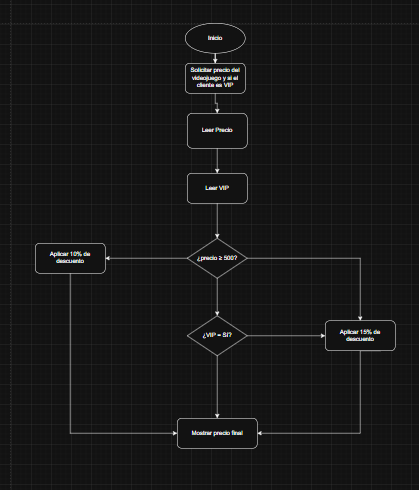 Inicio
Solicitar precio del
videojuego y si el
cliente es VIP
Leer Precio
Leer VIP
¿precio ≥ 500?
Aplicar 10% de
descuento
¿VIP = SÍ?
Aplicar 15% de
descuento
Mostrar precio final